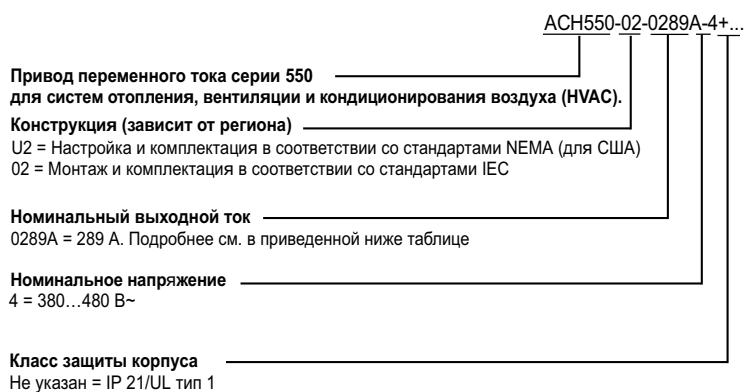 ACH550-02-0289A-4+...
Привод переменного тока серии 550
для систем отопления, вентиляции и кондиционирования воздуха (HVAC).
Конструкция (зависит от региона)
U2 = Настройка и комплектация в соответствии со стандартами NEMA (для США)
02 = Монтаж и комплектация в соответствии со стандартами IEC
Номинальный выходной ток
0289A = 289 А. Подробнее см. в приведенной ниже таблице
Номинальное напряжение
4 = 380…480 В~
Класс защиты корпуса
Не указан = IP 21/UL тип 1